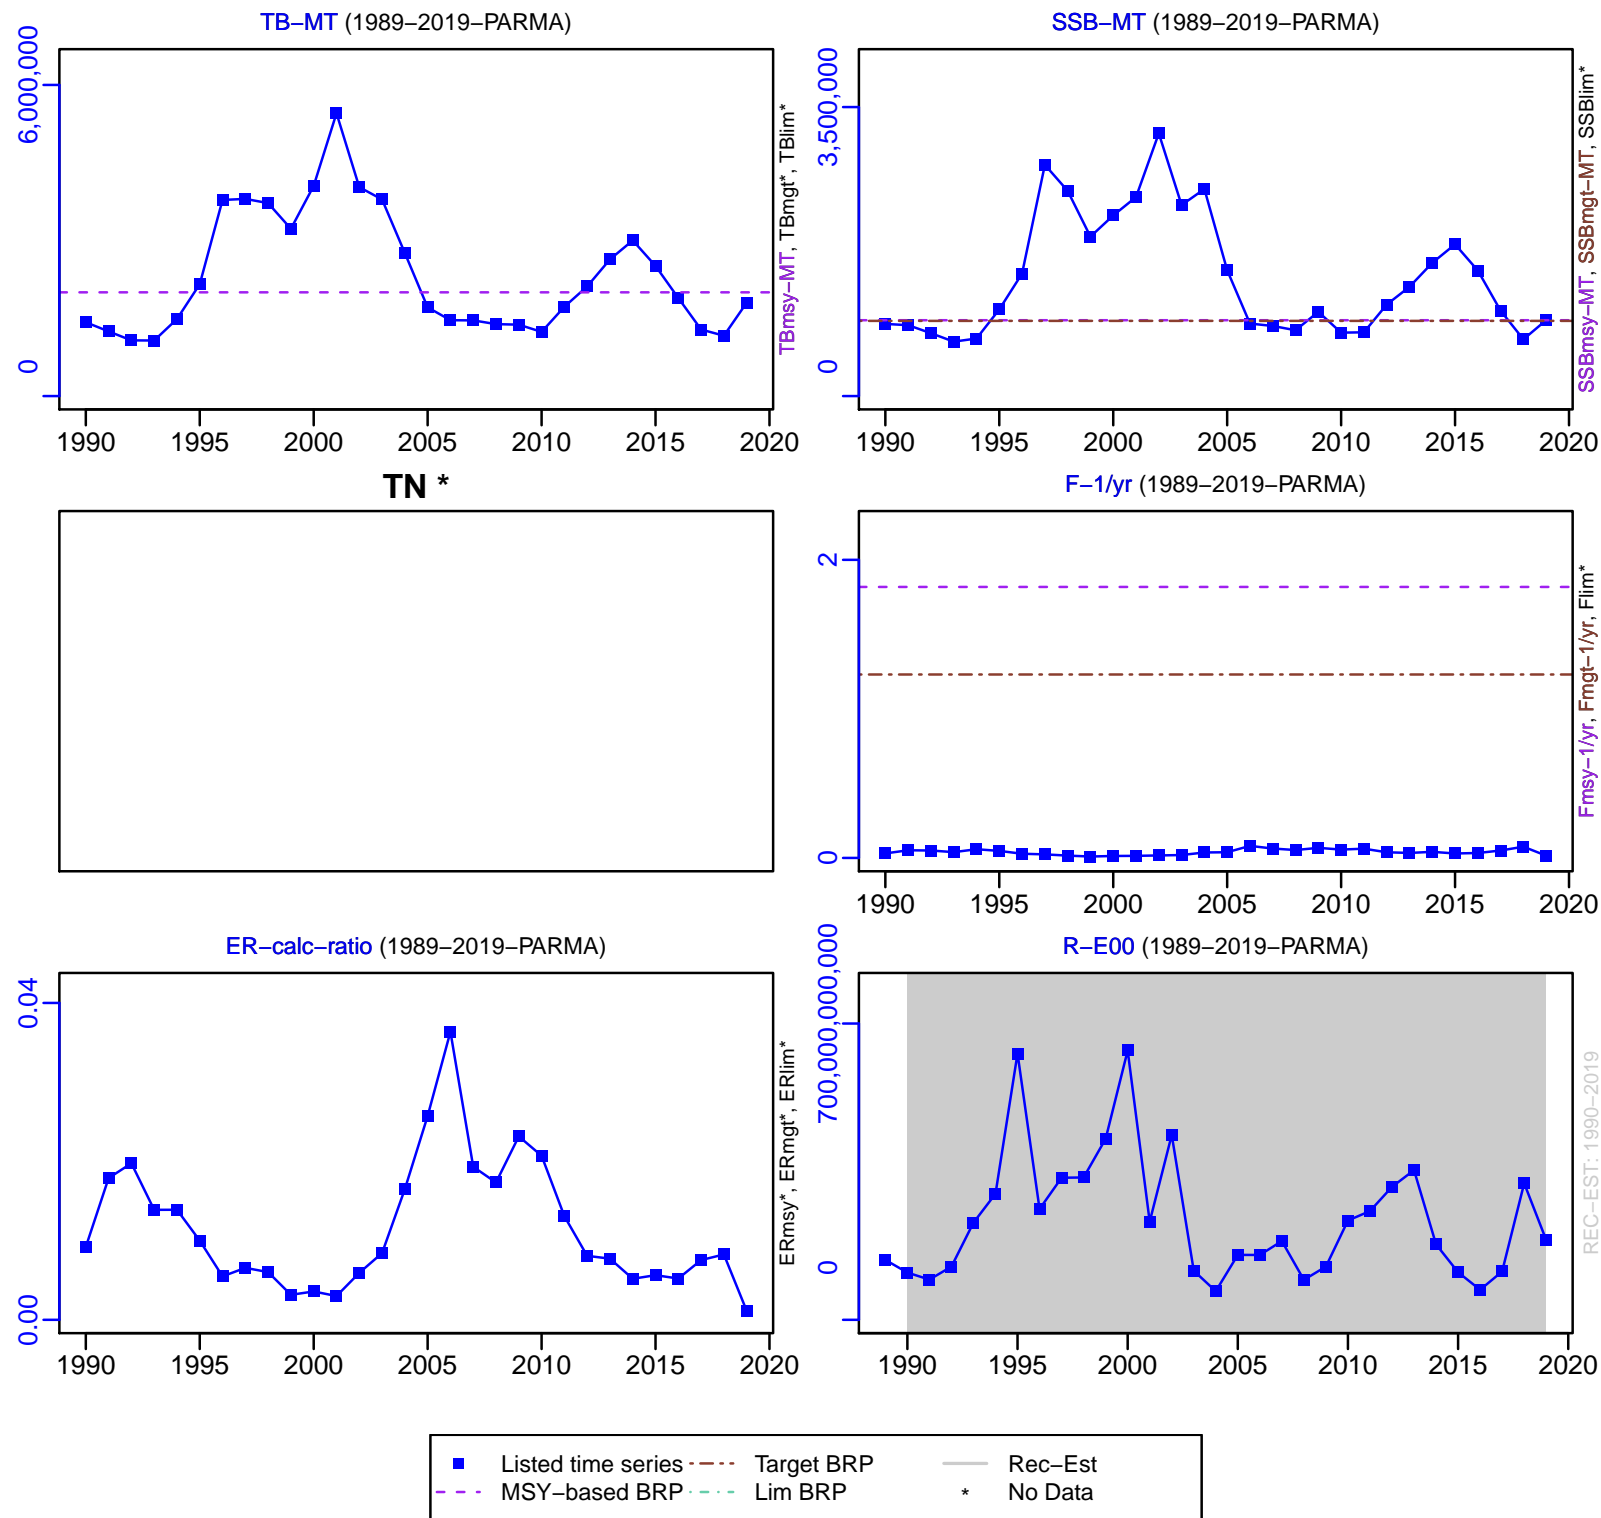 TB−MT (1989−2019−PARMA)
6,000,000
0
TBmsy−MT, TBmgt*, TBlim*
1990 1995 2000 2005 2010 2015 2020
SSB−MT (1989−2019−PARMA)
3,500,000
0
SSBmsy−MT, SSBmgt−MT, SSBlim*
1990 1995 2000 2005 2010 2015 2020
TN *
F−1/yr (1989−2019−PARMA)
2
0
Fmsy−1/yr, Fmgt−1/yr, Flim*
1990 1995 2000 2005 2010 2015 2020
ER−calc−ratio (1989−2019−PARMA)
0.04
0.00
ERmsy*, ERmgt*, ERlim*
1990 1995 2000 2005 2010 2015 2020
R−E00 (1989−2019−PARMA)
700,000,000,000
0
REC−EST: 1990−2019
1990 1995 2000 2005 2010 2015 2020
Listed time series
Target BRP
Rec−Est
MSY−based BRP
Lim BRP
* No Data